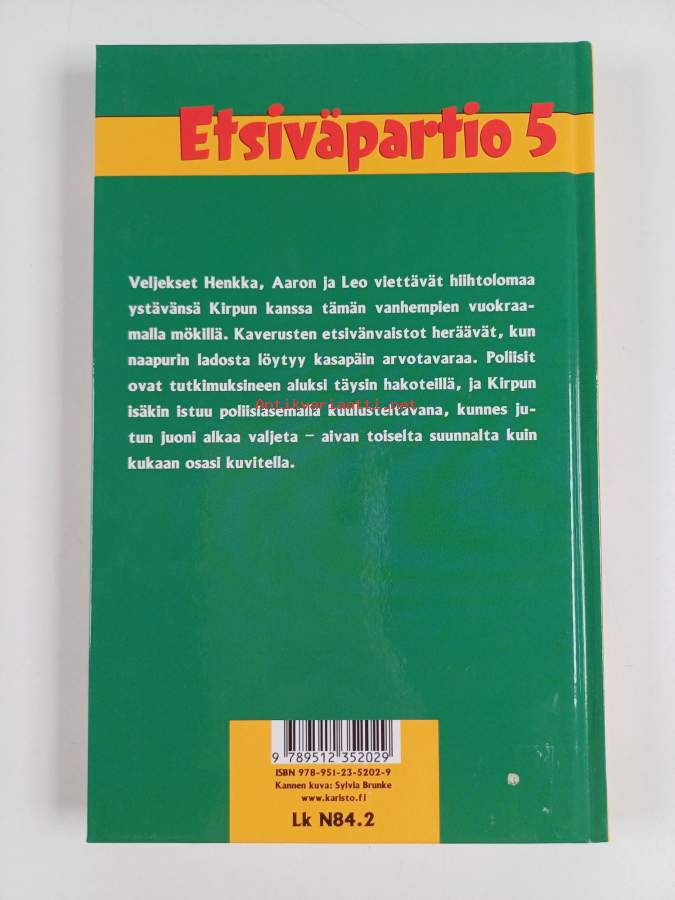 Etsiväpartio 5
Veljekset Henkka, Aaron ja Leo viettävät hiihtolomaa
ystävänsä Kirpun kanssa tämän vanhempien vuokraa-
malla mökillä. Kaverusten etsivänvaistot heräävät, kun
naapurin ladosta löytyy kasapäin arvotavaraa. Poliisit
ovat tutkimuksineen aluksi täysin hakoteillä, ja Kirpun
isäkin istuu poliisiasemalla kuulusteltavana, kunnes ju-
Antikvariaatti.net
tun juoni alkaa valjeta – aivan toiselta suunnalta kuin
kukaan osasi kuvitella.
9 789512 352029
ISBN 978-951-23-5202-9
Kannen kuva: Sylvia Brunke
www.karisto.fi
Lk N84.2